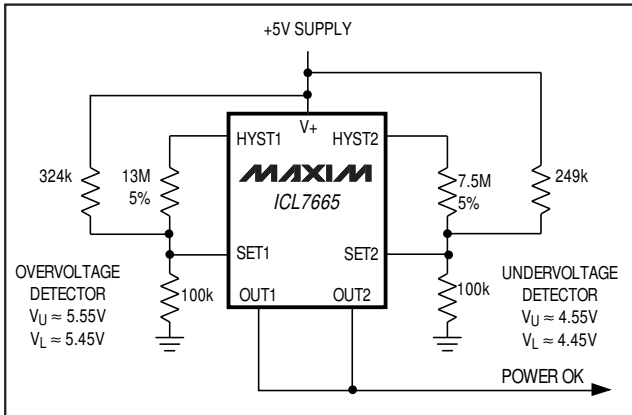 +5V SUPPLY
V+
HYST1
HYST2
324k
13M
5%
MAXIM
ICL7665
7.5M
5%
249k
SET1
SET2
OVERVOLTAGE
DETECTOR
VU ≈ 5.55V
VL ≈ 5.45V
100k
OUT1
OUT2
100k
UNDERVOLTAGE
DETECTOR
VU ≈ 4.55V
VL ≈ 4.45V
POWER OK